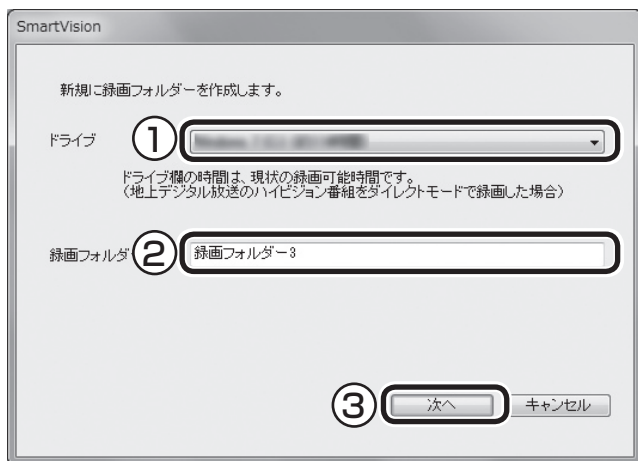 SmartVision
新規に録画フォルダーを作成します。
ドライブ
①
ドライブ欄の時間は、現状の録画可能時間です。
(地上デジタル放送のハイビジョン番組をダイレクトモードで録画した場合)
録画フォルダ
②
録画フォルダー3
③
次へ
キャンセル